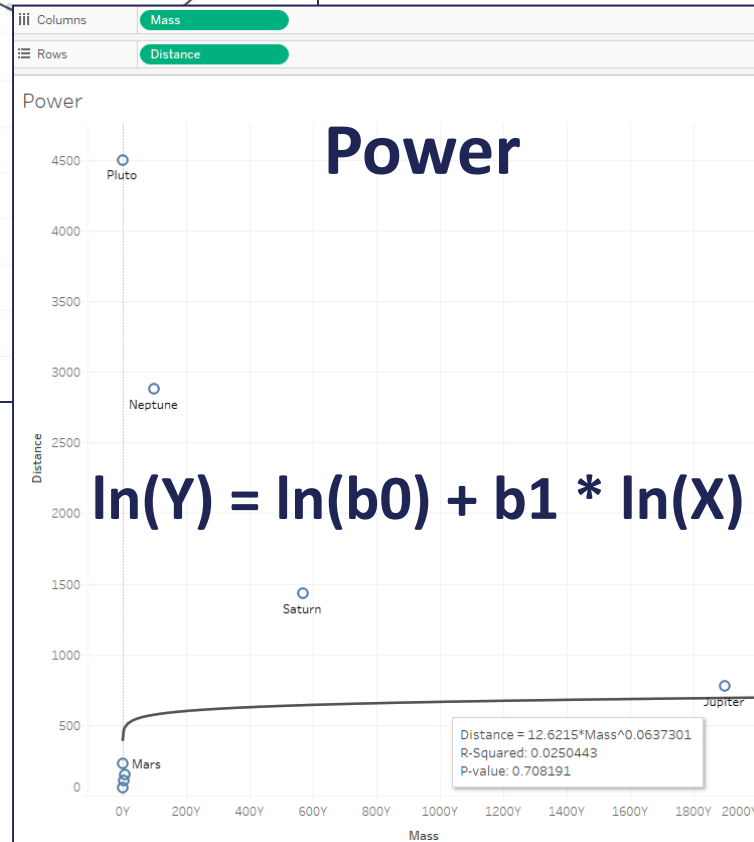 Columns Mass
Rows Distance
Power
Power
4500
Pluto
4000
3500
3000
Neptune
2500
Distance
ln(Y) = ln(b0) + b1 * ln(X)
2000
1500
Saturn
1000
Jupiter
500
Distance = 12.6215*Mass^0.0637301
R-Squared: 0.0250443
P-value: 0.708191
Mars
0
0Y 200Y 400Y 600Y 800Y 1000Y 1200Y 1400Y 1600Y 1800Y 2000Y
Mass